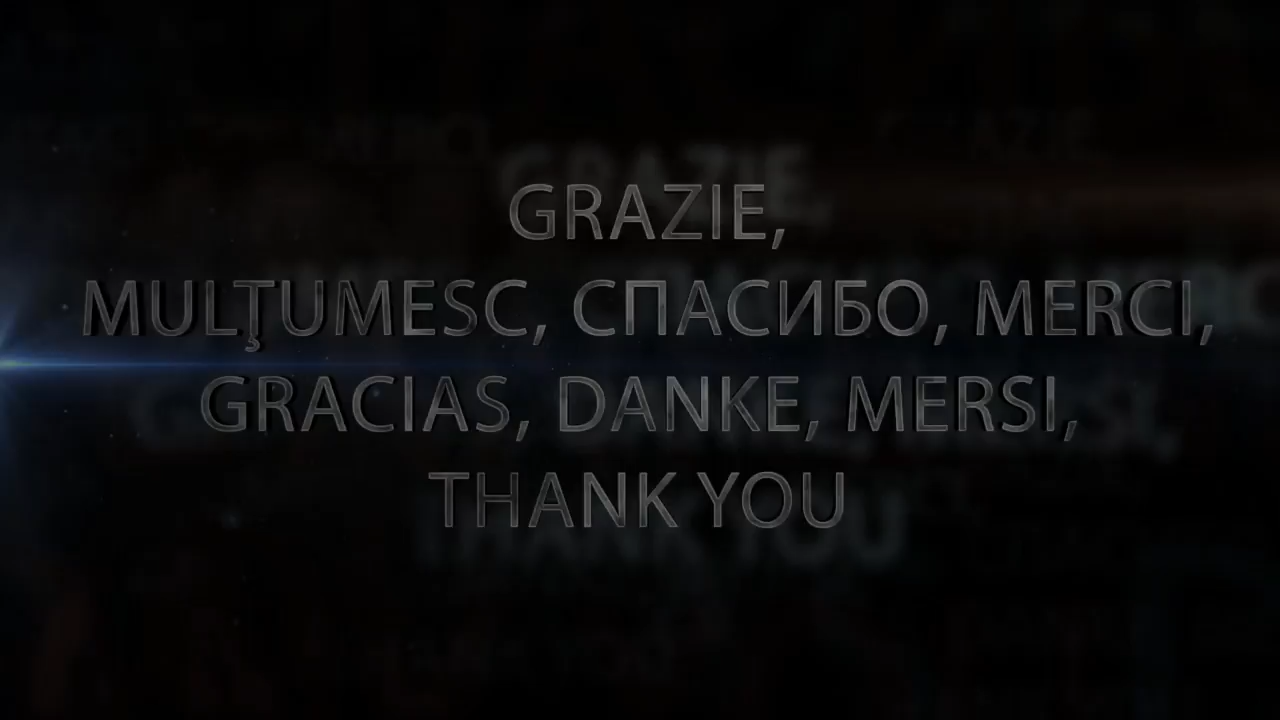 GRAZIE,
MULŢUMESC, СПАСИБО, MERCI,
GRACIAS, DANKE, MERSI,
THANK YOU